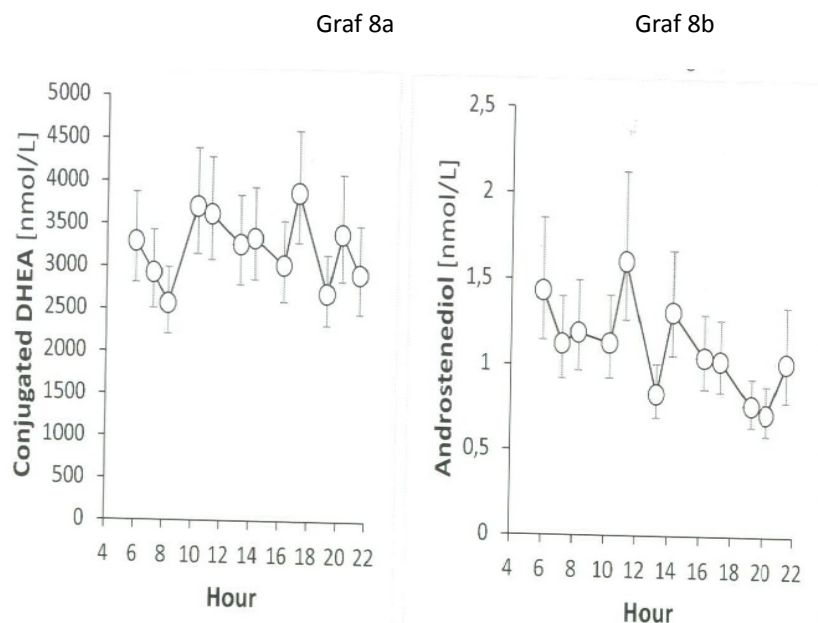 Graf 8a
Graf 8b
Conjugated DHEA [nmol/L]
5000
4500
4000
3500
3000
2500
2000
1500
1000
500
0
4 6 8 10 12 14 16 18 20 22
Hour
Androstenediol [nmol/L]
2,5
2
1,5
1
0,5
0
4 6 8 10 12 14 16 18 20 22
Hour